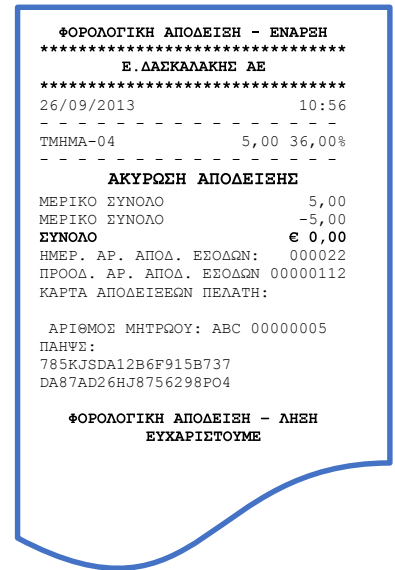 ΦΟΡΟΛΟΓΙΚΗ ΑΠΟΔΕΙΞΗ – ΕΝΑΡΞΗ
*******************************
Ε.ΔΑΣΚΑΛΑΚΗΣ ΑΕ
*******************************
26/09/2013 10:56
- - - - - - - - - - - - - - - -
ΤΜΗΜΑ-04 5,00 36,00%
- - - - - - - - - - - - - - - -
ΑΚΥΡΩΣΗ ΑΠΟΔΕΙΞΗΣ
ΜΕΡΙΚΟ ΣΥΝΟΛΟ 5,00
ΜΕΡΙΚΟ ΣΥΝΟΛΟ -5,00
ΣΥΝΟΛΟ € 0,00
ΗΜΕΡ. ΑΡ. ΑΠΟΔ. ΕΣΟΔΩΝ: 000022
ΠΡΟΟΔ. ΑΡ. ΑΠΟΔ. ΕΣΟΔΩΝ 00000112
ΚΑΡΤΑ ΑΠΟΔΕΙΞΕΩΝ ΠΕΛΑΤΗ:
ΑΡΙΘΜΟΣ ΜΗΤΡΩΟΥ: ABC 00000005
ΠΑΗΨΣ:
785KJSDA12B6F915B737
DA87AD26HJ8756298PO4
ΦΟΡΟΛΟΓΙΚΗ ΑΠΟΔΕΙΞΗ – ΛΗΞΗ
ΕΥΧΑΡΙΣΤΟΥΜΕ